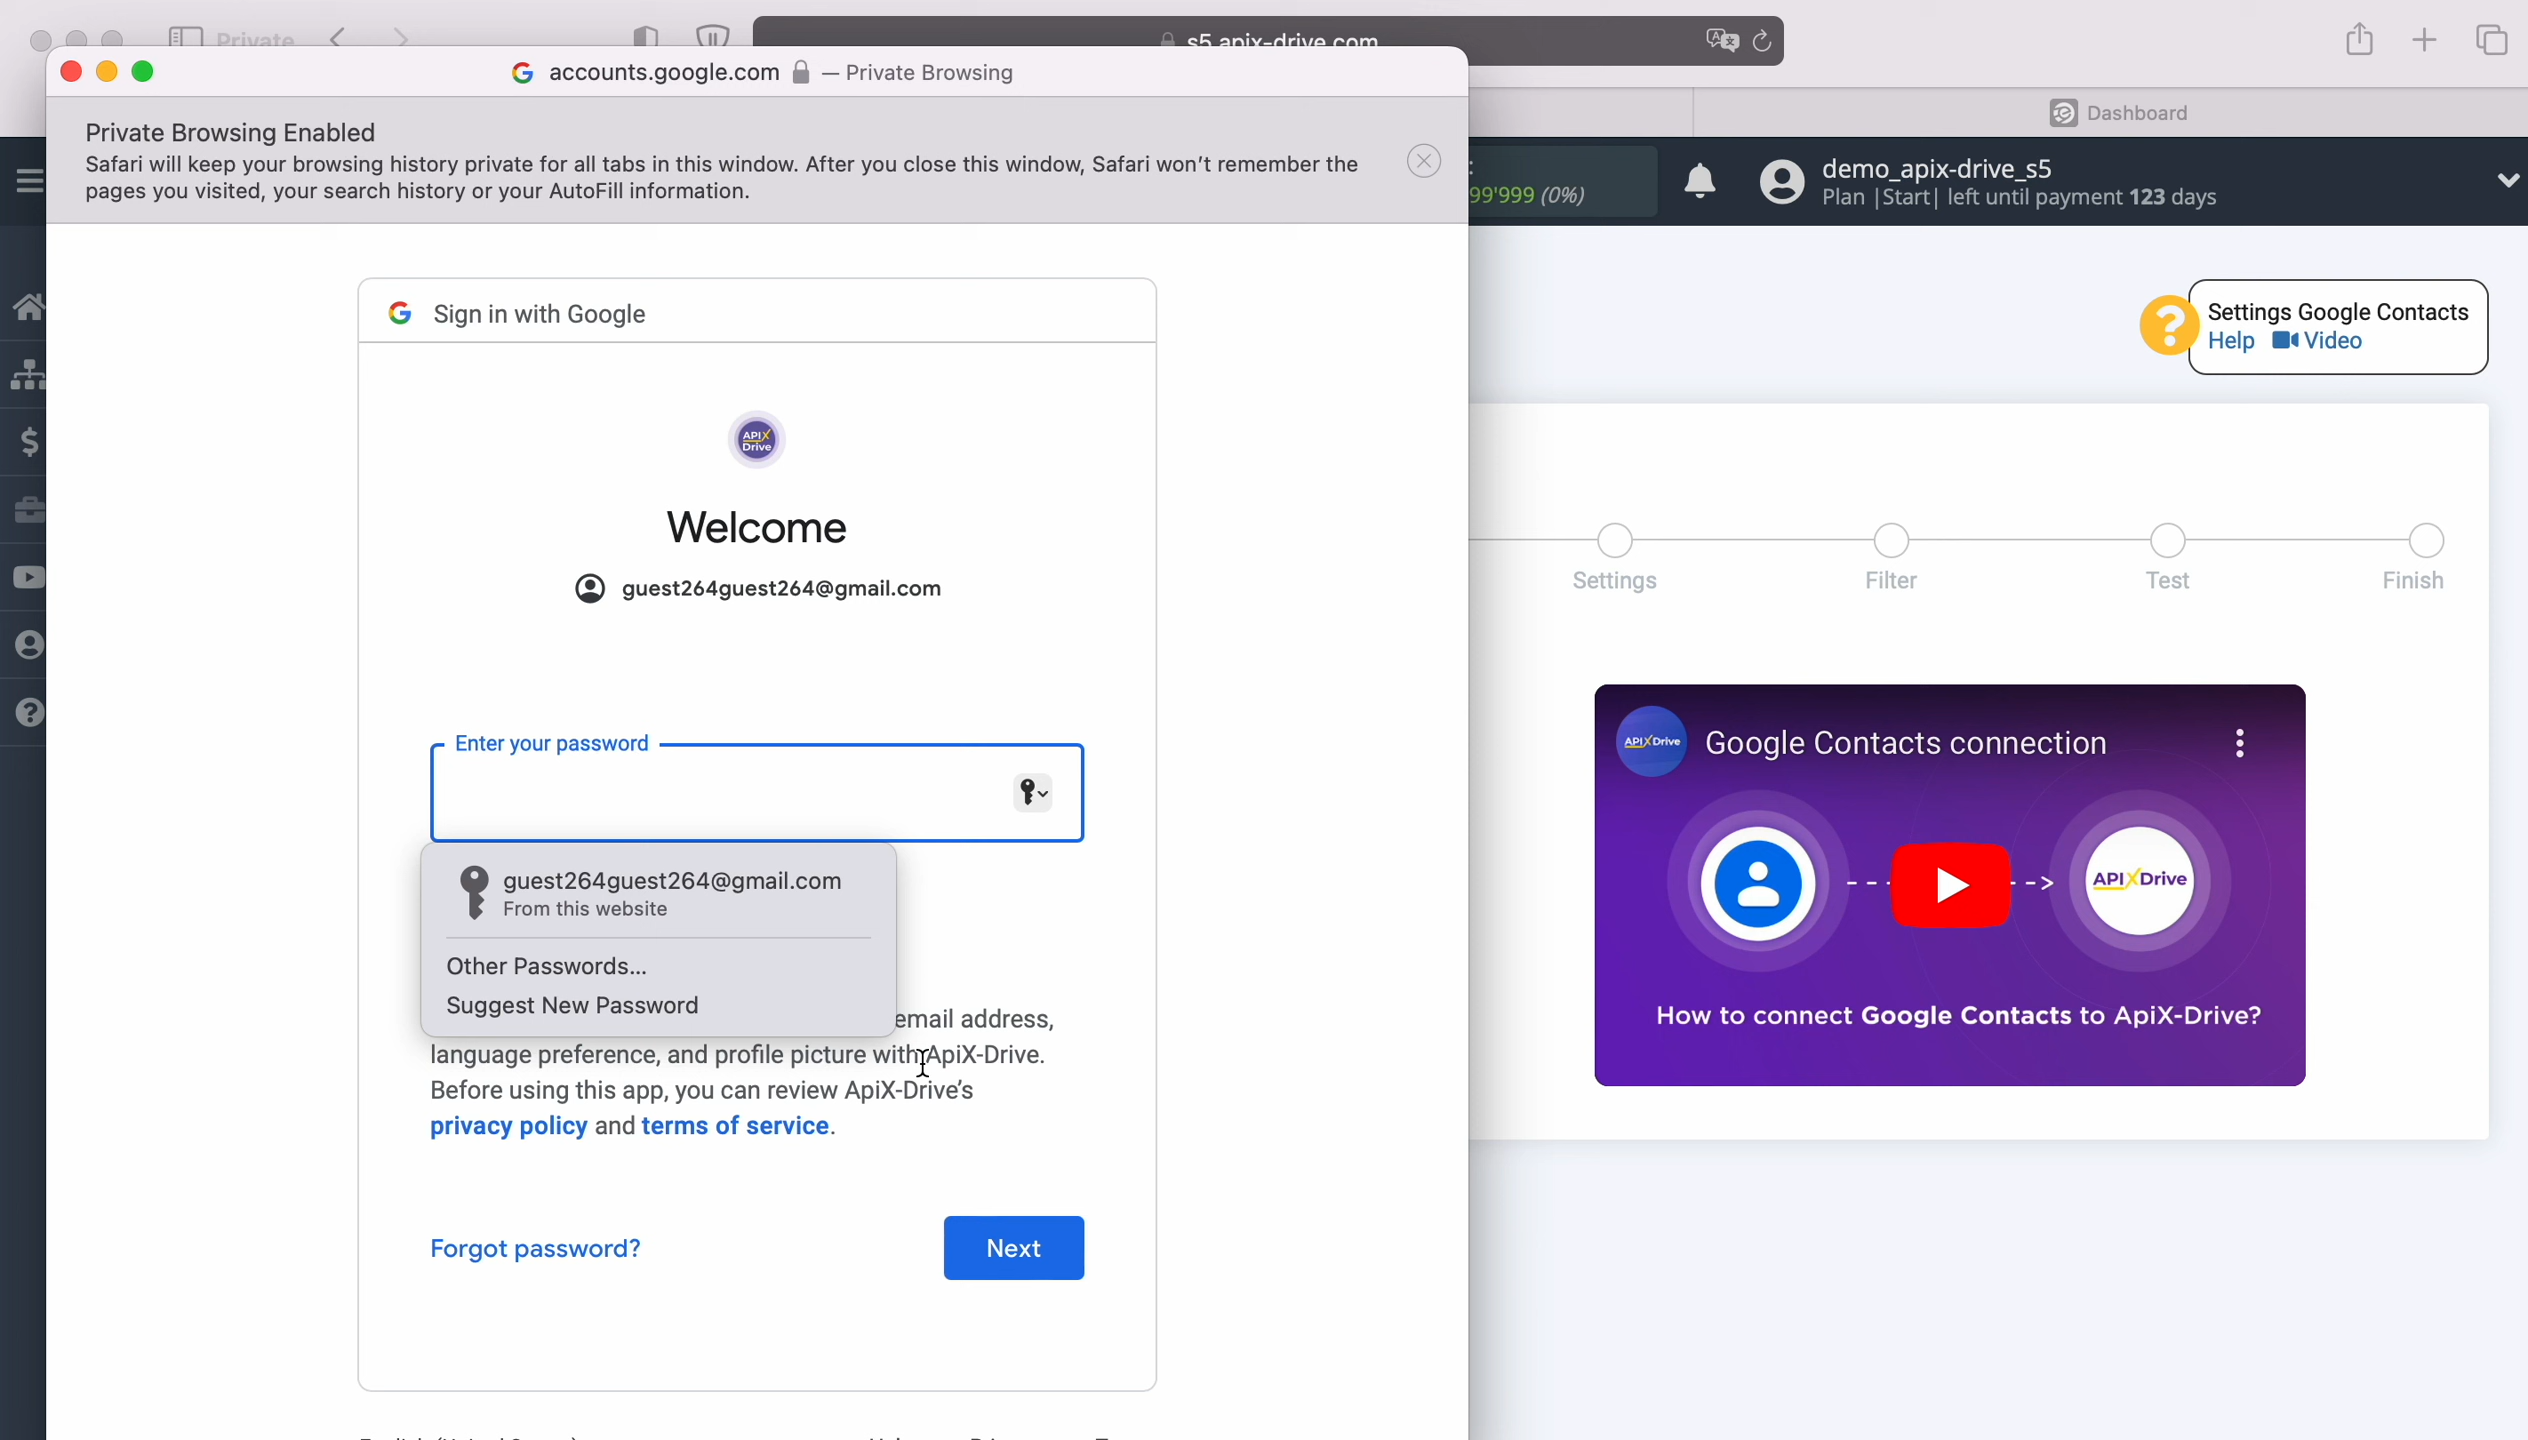 Private
s5.apix-drive.com
accounts.google.com — Private Browsing
Dashboard
Private Browsing Enabled
Safari will keep your browsing history private for all tabs in this window. After you close this window, Safari won't remember the
pages you visited, your search history or your AutoFill information.
:
99'999 (0%)
demo_apix-drive_s5
Plan |Start| left until payment 123 days
Settings Google Contacts
Help Video
Sign in with Google
APIX
Drive
Welcome
guest264guest264@gmail.com
Settings
Filter
Test
Finish
Enter your password
guest264guest264@gmail.com
From this website
Other Passwords...
Suggest New Password
email address,
language preference, and profile picture with ApiX-Drive.
Before using this app, you can review ApiX-Drive's
privacy policy and terms of service.
Forgot password?
Next
APIXDrive
Google Contacts connection
APIXDrive
How to connect Google Contacts to ApiX-Drive?